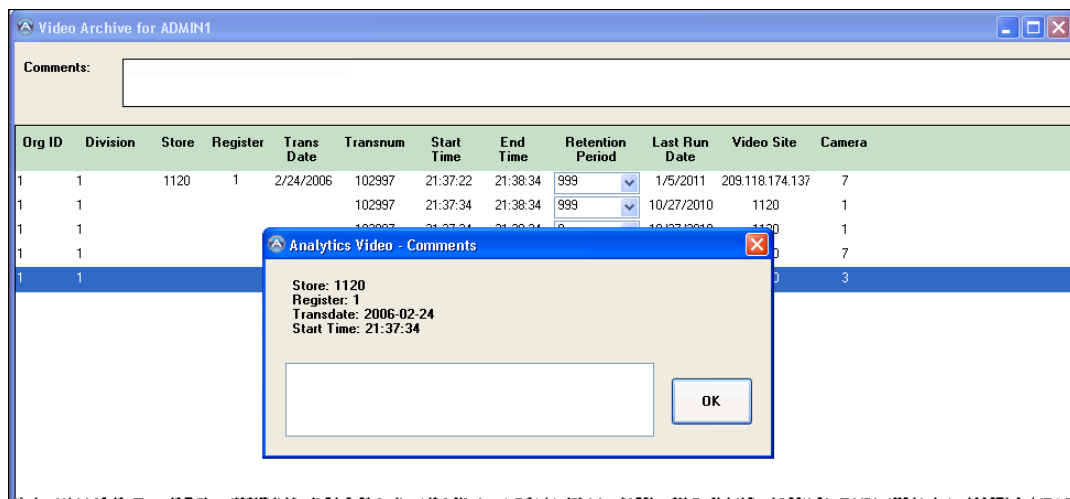 Video Archive for ADMIN1
Comments:
Org ID Division Store Register Trans Date Transnum Start Time End Time Retention Period Last Run Date Video Site Camera
1 1 1120 1 2/24/2006 102997 21:37:22 21:38:34 999 1/5/2011 209.118.174.137 7
1 1 102997 21:37:34 21:38:34 999 10/27/2010 1120 1
1 1 1
1 1 7
1 1 3
Analytics Video - Comments
Store: 1120
Register: 1
Transdate: 2006-02-24
Start Time: 21:37:34
OK